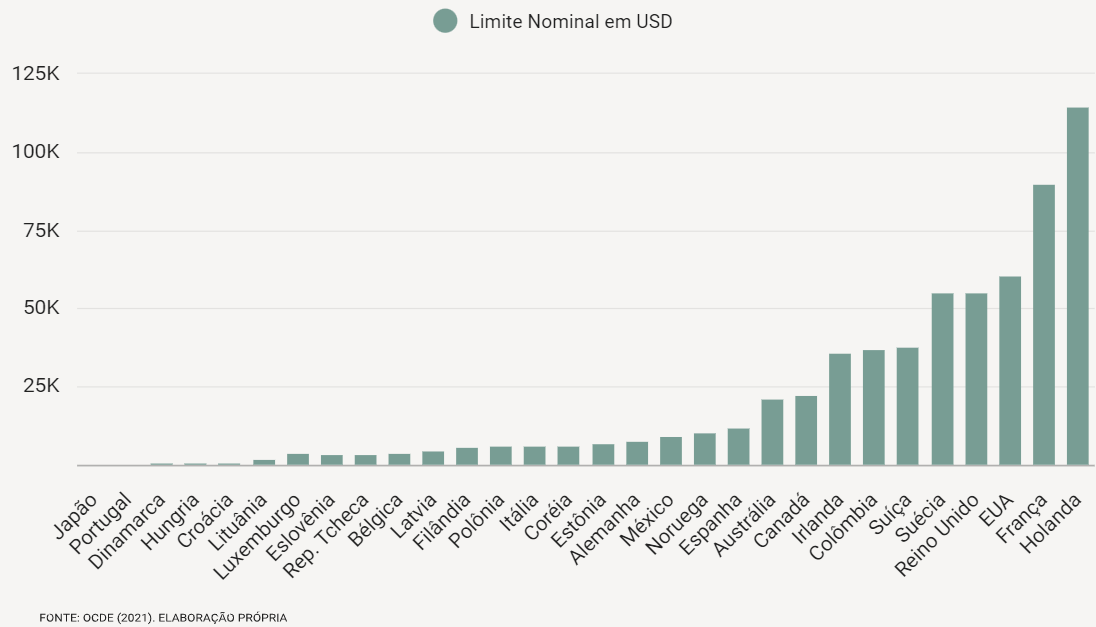 Limite Nominal em USD
125K
100K
75K
50K
25K
Japão
Portugal
Dinamarca
Hungria
Croácia
Lituânia
Luxemburgo
Eslovênia
Rep. Tcheca
Bélgica
Latvia
Filândia
Polônia
Itália
Coréia
Estônia
Alemanha
México
Noruega
Espanha
Austrália
Canadá
Irlanda
Colômbia
Suíça
Suécia
Reino Unido
EUA
França
Holanda
FONTE: OCDE (2021). ELABORAÇÃO PRÓPRIA